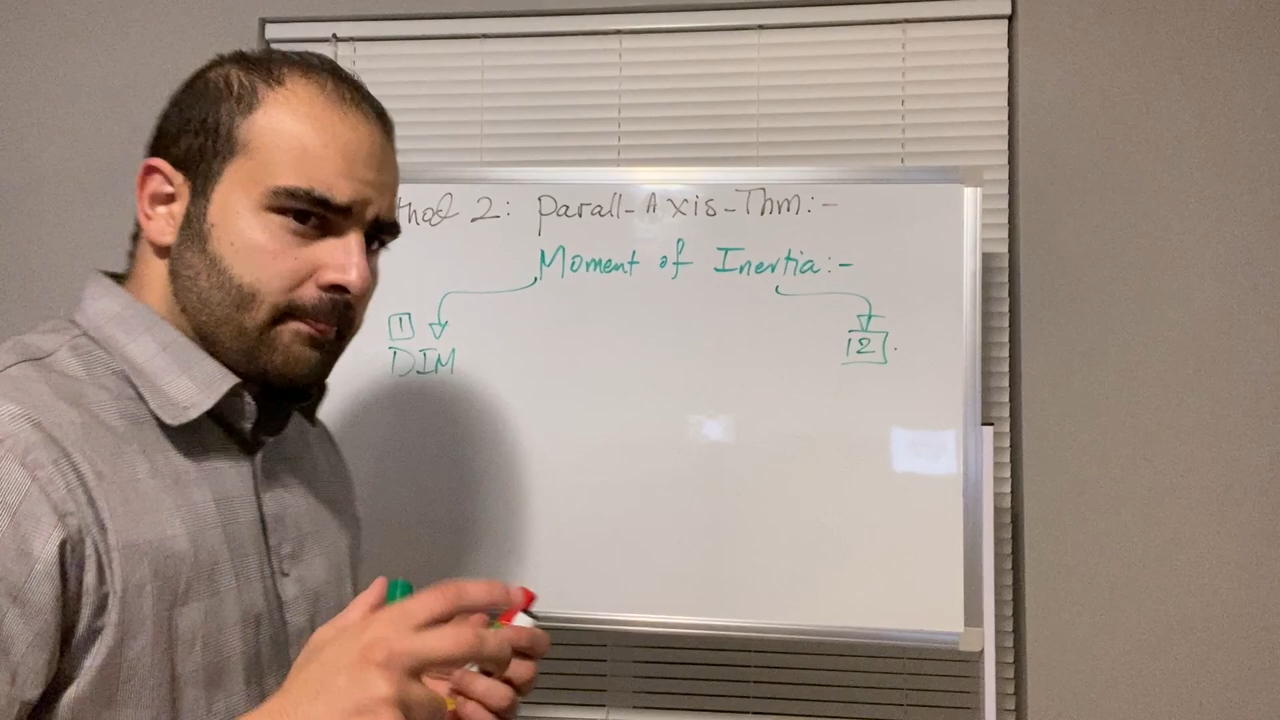 thod 2: Parall-Axis-Thm:-
Moment of Inertia:-
1
DIM
12.